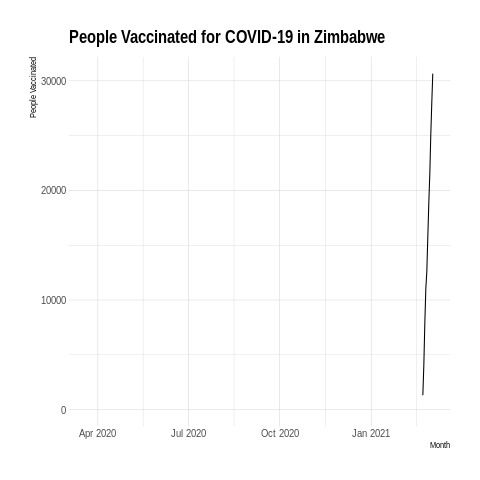 People Vaccinated for COVID-19 in Zimbabwe
People Vaccinated
30000
20000
10000
0
Apr 2020 Jul 2020 Oct 2020 Jan 2021
Month